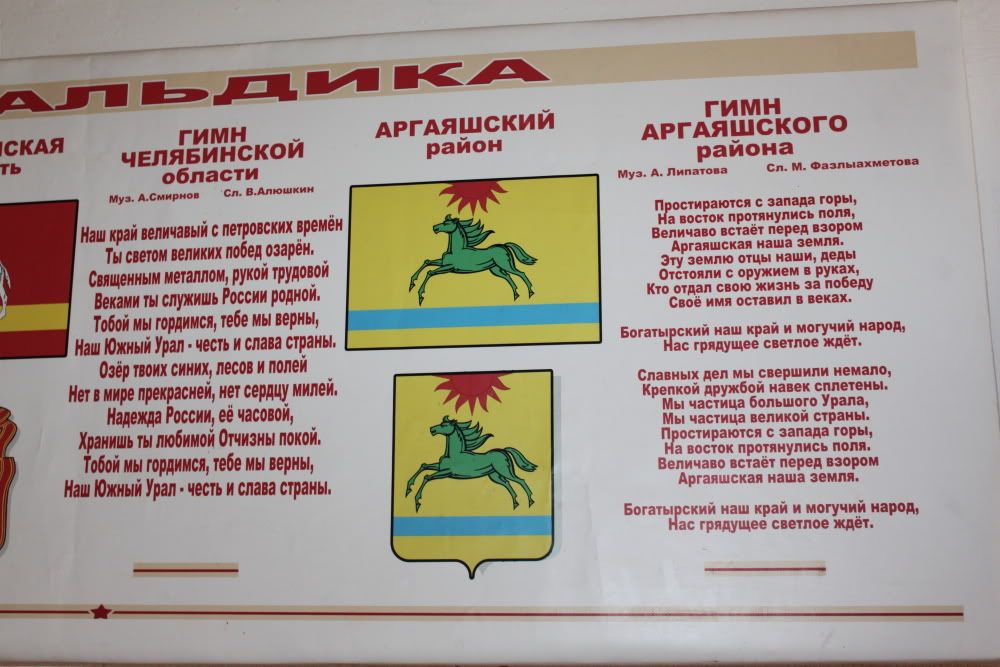 АЛЬДИКА
ГИМН
ЧЕЛЯБИНСКОЙ
области
Муз. А.Смирнов Сл. В.Алюшкин
Наш край величавый с петровских времён
Ты светом великих побед озарён.
Священным металлом, рукой трудовой
Веками ты служишь России родной.
Тобой мы гордимся, тебе мы верны,
Наш Южный Урал - честь и слава страны.
Озёр твоих синих, лесов и полей
Нет в мире прекрасней, нет сердцу милей.
Надежда России, её часовой,
Хранишь ты любимой Отчизны покой.
Тобой мы гордимся, тебе мы верны,
Наш Южный Урал - честь и слава страны.
АРГАЯШСКИЙ
район
ГИМН
АРГАЯШСКОГО
района
Муз. А. Липатова Сл. М. Фазлыахметова
Простираются с запада горы,
На восток протянулись поля,
Величаво встаёт перед взором
Аргаяшская наша земля.
Эту землю отцы наши, деды
Отстояли с оружием в руках,
Кто отдал свою жизнь за победу
Своё имя оставил в веках.
Богатырский наш край и могучий народ,
Нас грядущее светлое ждёт.
Славных дел мы свершили немало,
Крепкой дружбой навек сплетены.
Мы частица большого Урала,
Мы частица великой страны.
Простираются с запада горы,
На восток протянулись поля.
Величаво встаёт перед взором
Аргаяшская наша земля.
Богатырский наш край и могучий народ,
Нас грядущее светлое ждёт.